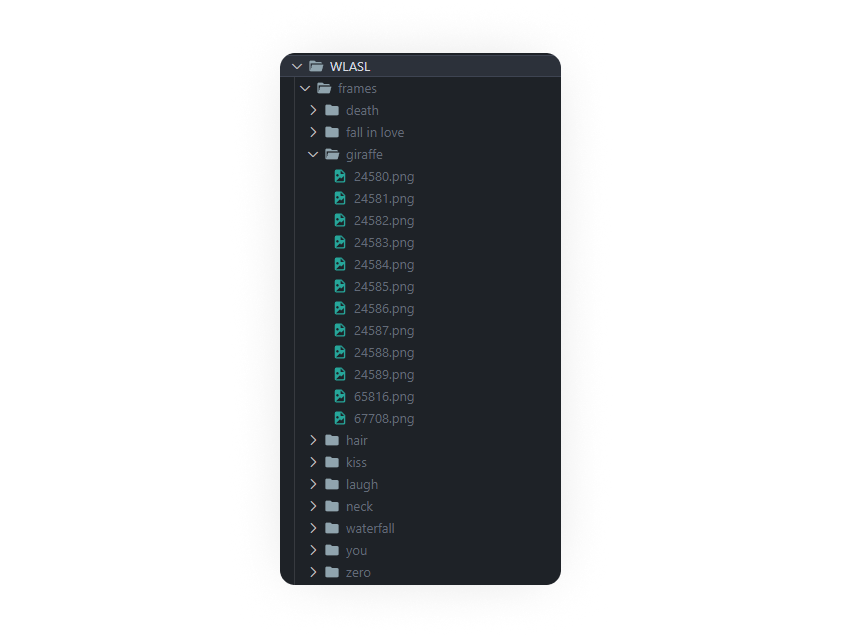 WLASL
frames
death
fall in love
giraffe
24580.png
24581.png
24582.png
24583.png
24584.png
24585.png
24586.png
24587.png
24588.png
24589.png
65816.png
67708.png
hair
kiss
laugh
neck
waterfall
you
zero